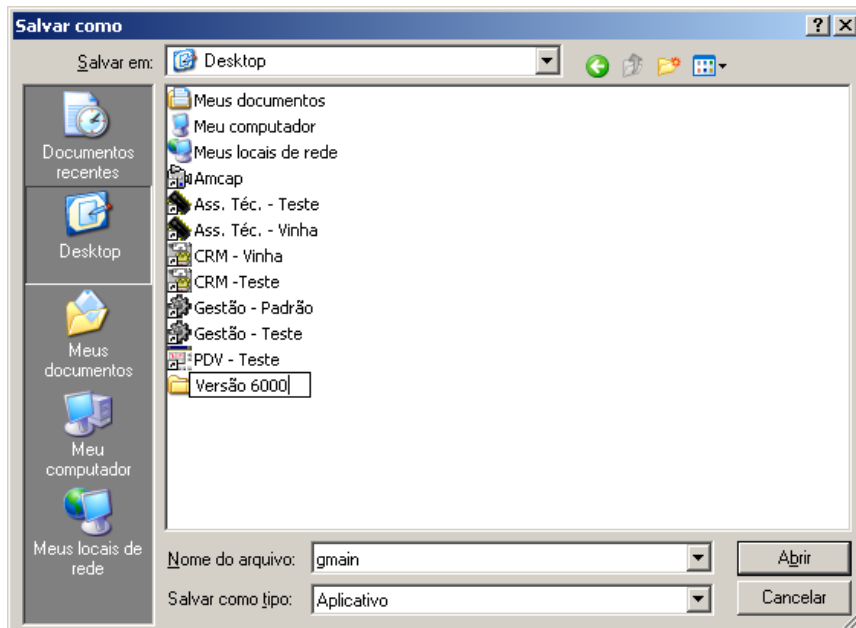 Salvar como
Salvar em:
Desktop
Documentos
recentes
Desktop
Meus
documentos
Meu
computador
Meus locais de
rede
Meus documentos
Meu computador
Meus locais de rede
Amcap
Ass. Téc. - Teste
Ass. Téc. - Vinha
CRM - Vinha
CRM -Teste
Gestão - Padrão
Gestão - Teste
PDV - Teste
Versão 6000
Nome do arquivo:
gmain
Abrir
Salvar como tipo:
Aplicativo
Cancelar